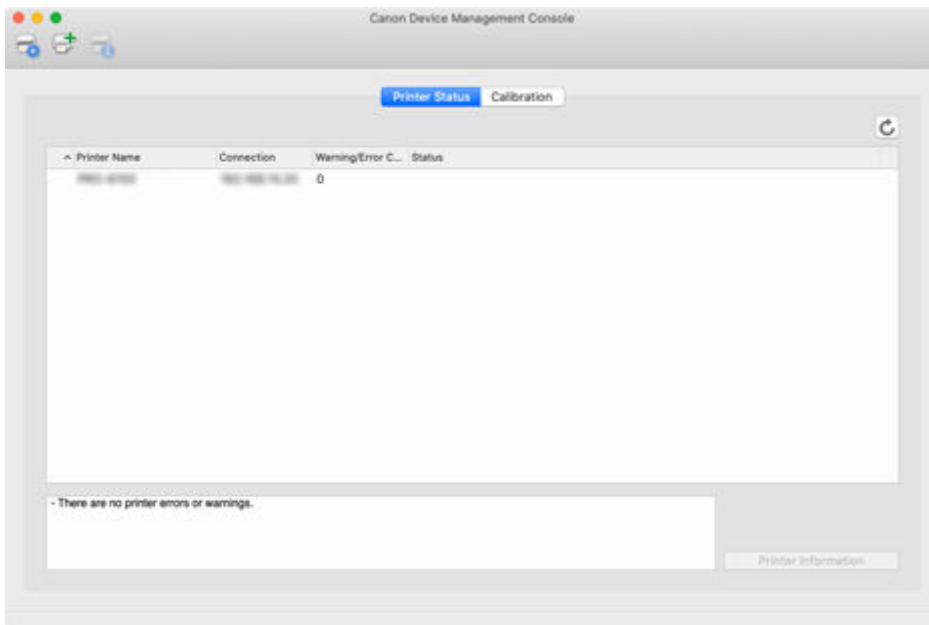 Canon Device Management Console
Printer Status Calibration
Printer Name Connection Warning/Error C... Status
0
- There are no printer errors or warnings.
Printer Information